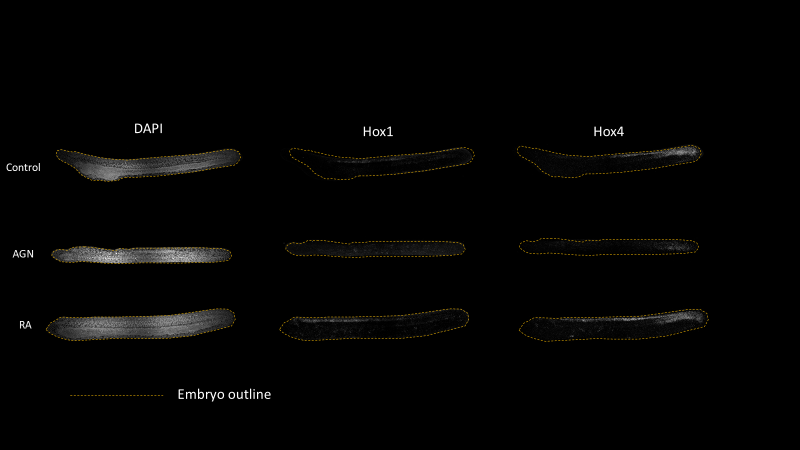 DAPI
Hox1
Hox4
Control
AGN
RA
Embryo outline